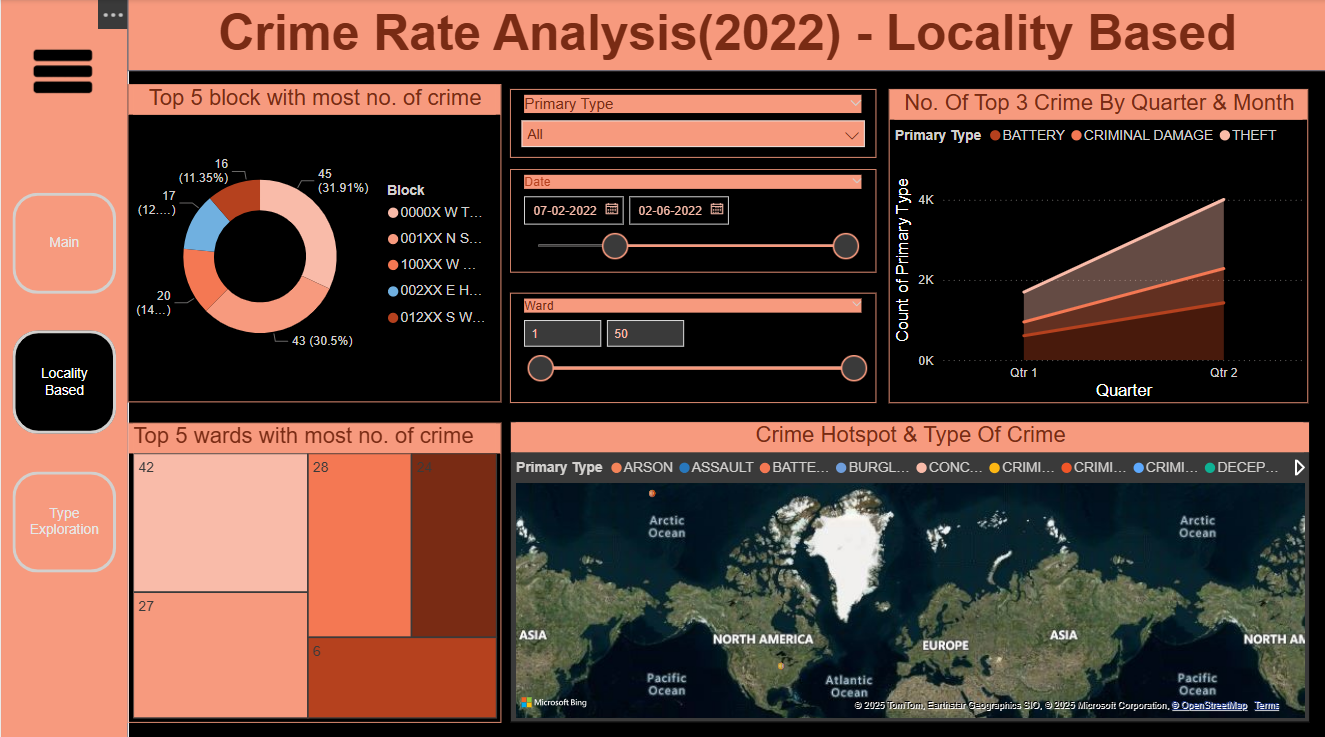 Crime Rate Analysis(2022) - Locality Based
Main
Locality
Based
Type
Exploration
Top 5 block with most no. of crime
16
(11.35%)
17
(12....)
20
(14...)
45
(31.91%)
43 (30.5%)
Block
0000X W T...
001XX N S...
100XX W ...
002XX E H...
012XX S W...
Primary Type
All
Date
07-02-2022
02-06-2022
Ward
1
50
No. Of Top 3 Crime By Quarter & Month
Primary Type BATTERY CRIMINAL DAMAGE THEFT
Count of Primary Type
4K
2K
0K
Qtr 1
Qtr 2
Quarter
Top 5 wards with most no. of crime
42
28
27
6
Crime Hotspot & Type Of Crime
Primary Type ARSON ASSAULT BATTE... BURGL... CONC... CRIMI... CRIMI... CRIMI... DECEP...
Arctic
Ocean
Arctic
Ocean
ASIA
NORTH AMERICA
EUROPE
ASIA
NORTH AM
Pacific
Ocean
Atlantic
Ocean
Pacific
Ocean
Microsoft Bing
© 2025 TomTom, Earthstar Geographics SIO, © 2025 Microsoft Corporation, © OpenStreetMap Terms